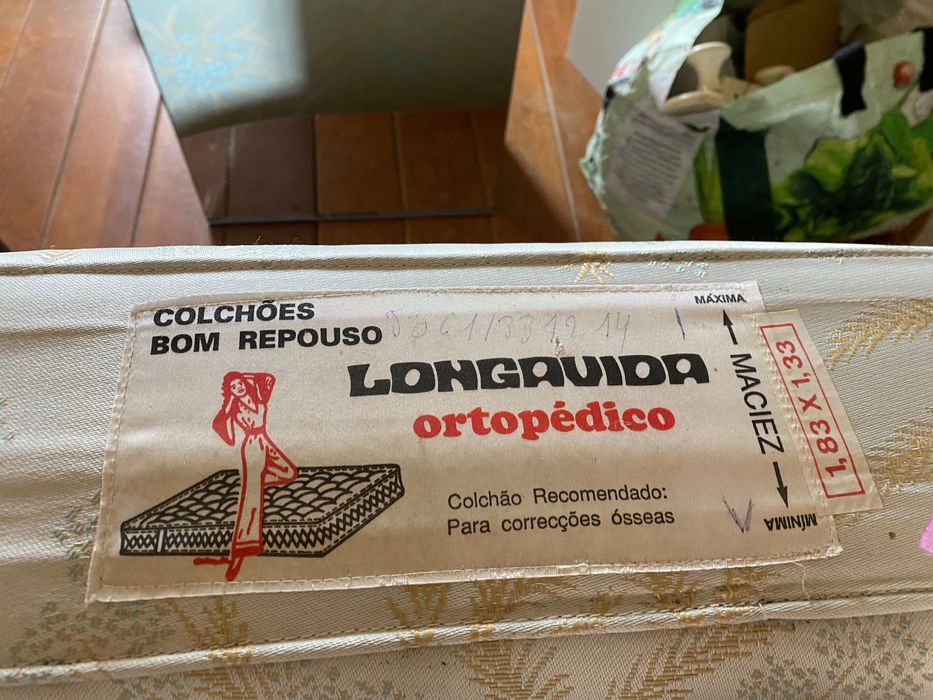 COLCHÕES
BOM REPOUSO
LONGAVIDA
ortopédico
Colchão Recomendado:
Para correcções ósseas
MÁXIMA
MACIEZ
MÍNIMA
1,83 X 1,33